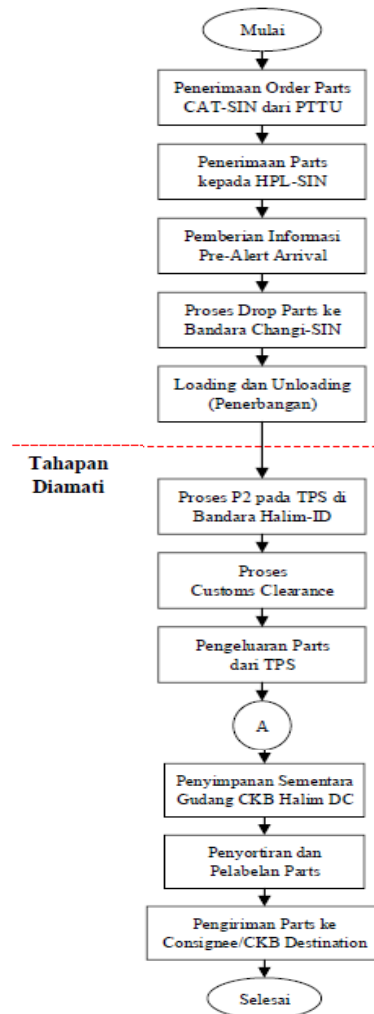 Mulai
Penerimaan Order Parts
CAT-SIN dari PTTU
Penerimaan Parts
kepada HPL-SIN
Pemberian Informasi
Pre-Alert Arrival
Proses Drop Parts ke
Bandara Changi-SIN
Loading dan Unloading
(Penerbangan)
Tahapan
Diamati
Proses P2 pada TPS di
Bandara Halim-ID
Proses
Customs Clearance
Pengeluaran Parts
dari TPS
A
Penyimpanan Sementara
Gudang CKB Halim DC
Penyortiran dan
Pelabelan Parts
Pengiriman Parts ke
Consignee/CKB Destination
Selesai